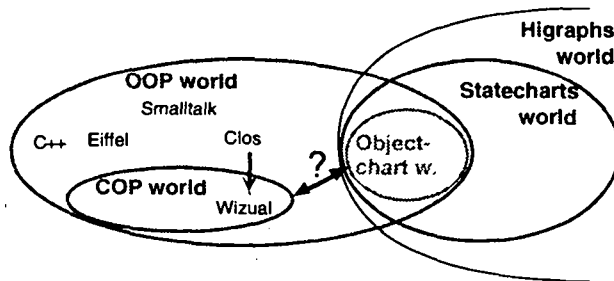 Higraphs
world
OOP world
Smalltalk
Statecharts
world
C++ Eiffel
Clos
?
Object-
chart w.
COP world
Wizual